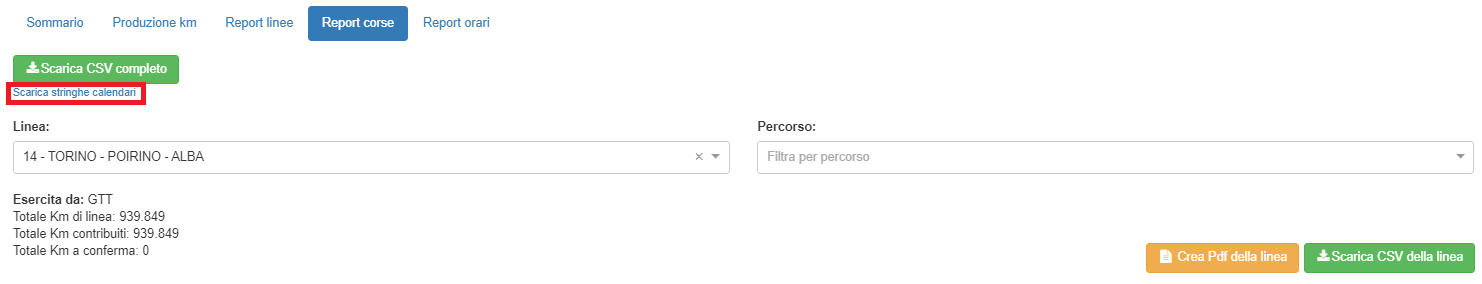 Sommario Produzione km Report linee Report corse Report orari
Scarica CSV completo
Scarica stringhe calendari
Linea: Percorso:
14 - TORINO - POIRINO - ALBA × Filtra per percorso
Esercita da: GTT
Totale Km di linea: 939.849
Totale Km contribuiti: 939.849
Totale Km a conferma: 0
Crea Pdf della linea Scarica CSV della linea